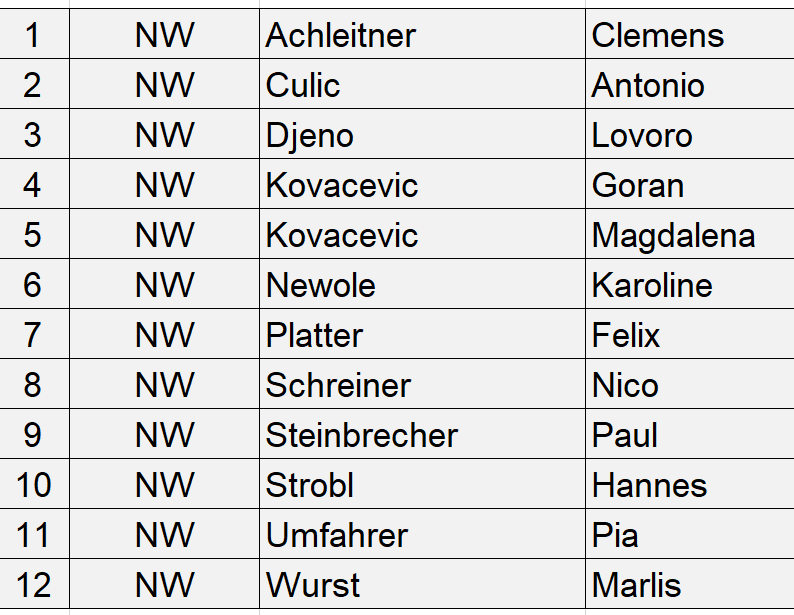 1 NW Achleitner Clemens
2 NW Culic Antonio
3 NW Djeno Lovoro
4 NW Kovacevic Goran
5 NW Kovacevic Magdalena
6 NW Newole Karoline
7 NW Platter Felix
8 NW Schreiner Nico
9 NW Steinbrecher Paul
10 NW Strobl Hannes
11 NW Umfahrer Pia
12 NW Wurst Marlis